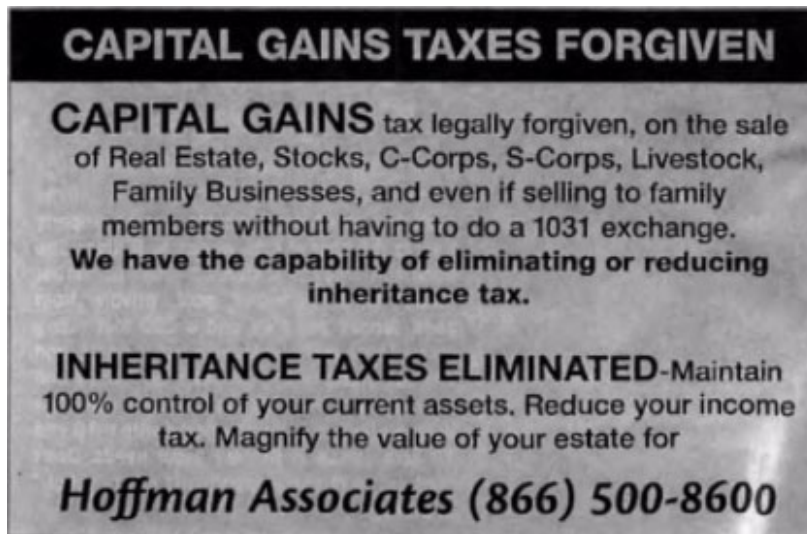 CAPITAL GAINS TAXES FORGIVEN
CAPITAL GAINS tax legally forgiven, on the sale
of Real Estate, Stocks, C-Corps, S-Corps, Livestock,
Family Businesses, and even if selling to family
members without having to do a 1031 exchange.
We have the capability of eliminating or reducing
inheritance tax.
INHERITANCE TAXES ELIMINATED-Maintain
100% control of your current assets. Reduce your income
tax. Magnify the value of your estate for
Hoffman Associates (866) 500-8600